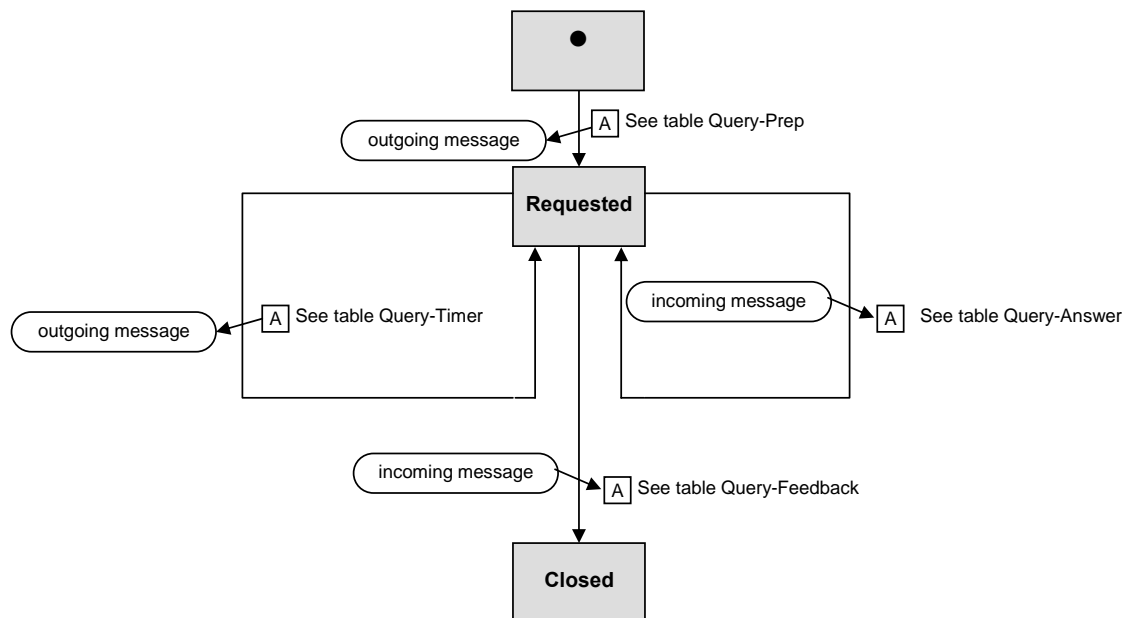 A See table Query-Prep
outgoing message
Requested
incoming message
A See table Query-Timer
A See table Query-Answer
outgoing message
incoming message
A See table Query-Feedback
Closed